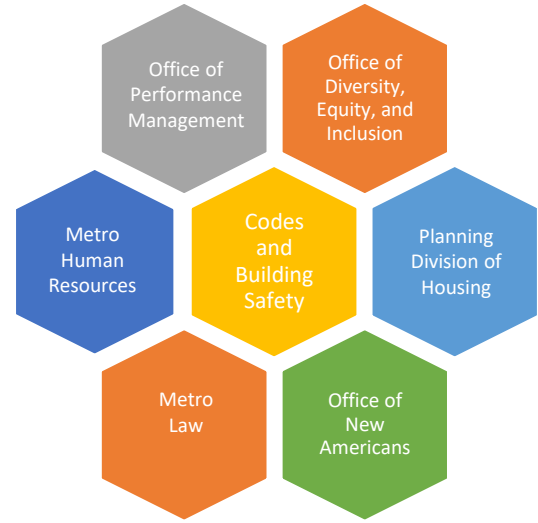 Office of
Performance
Management
Office of
Diversity,
Equity, and
Inclusion
Metro
Human
Resources
Codes
and
Building
Safety
Planning
Division of
Housing
Metro
Law
Office of
New
Americans